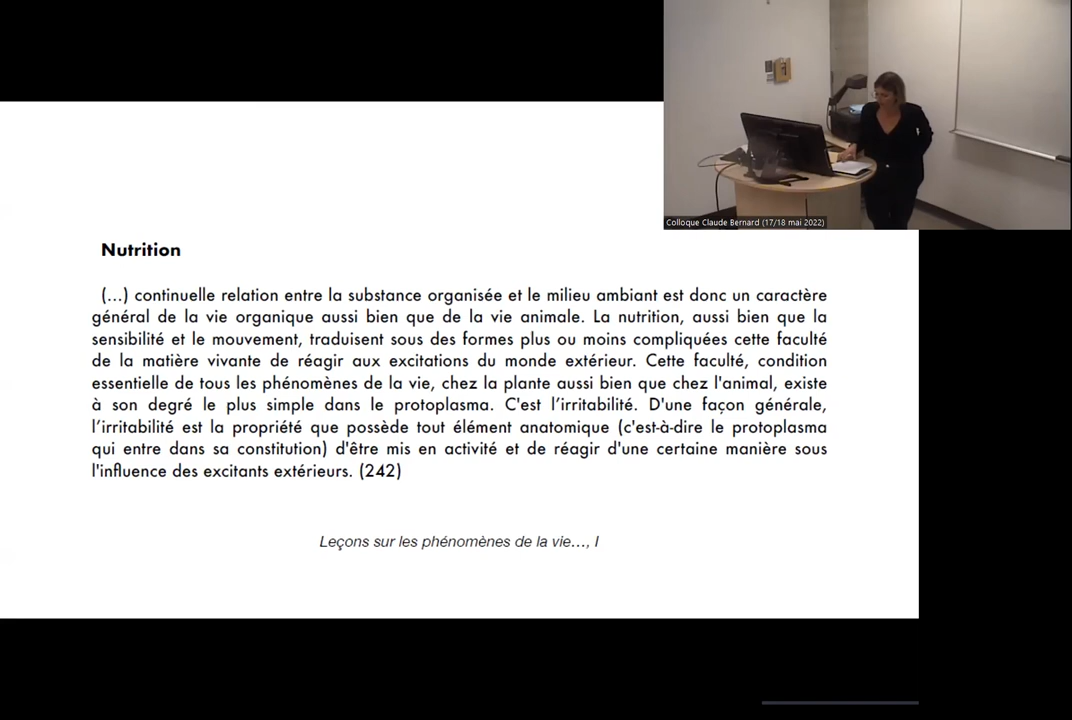 Colloque Claude Bernard (17/18 mai 2022)
Nutrition
(...) continuelle relation entre la substance organisée et le milieu ambiant est donc un caractère
général de la vie organique aussi bien que de la vie animale. La nutrition, aussi bien que la
sensibilité et le mouvement, traduisent sous des formes plus ou moins compliquées cette faculté
de la matière vivante de réagir aux excitations du monde extérieur. Cette faculté, condition
essentielle de tous les phénomènes de la vie, chez la plante aussi bien que chez l'animal, existe
à son degré le plus simple dans le protoplasma. C'est l’irritabilité. D'une façon générale,
l’irritabilité est la propriété que possède tout élément anatomique (c'est-à-dire le protoplasma
qui entre dans sa constitution) d'être mis en activité et de réagir d'une certaine manière sous
l'influence des excitants extérieurs. (242)
Leçons sur les phénomènes de la vie..., I